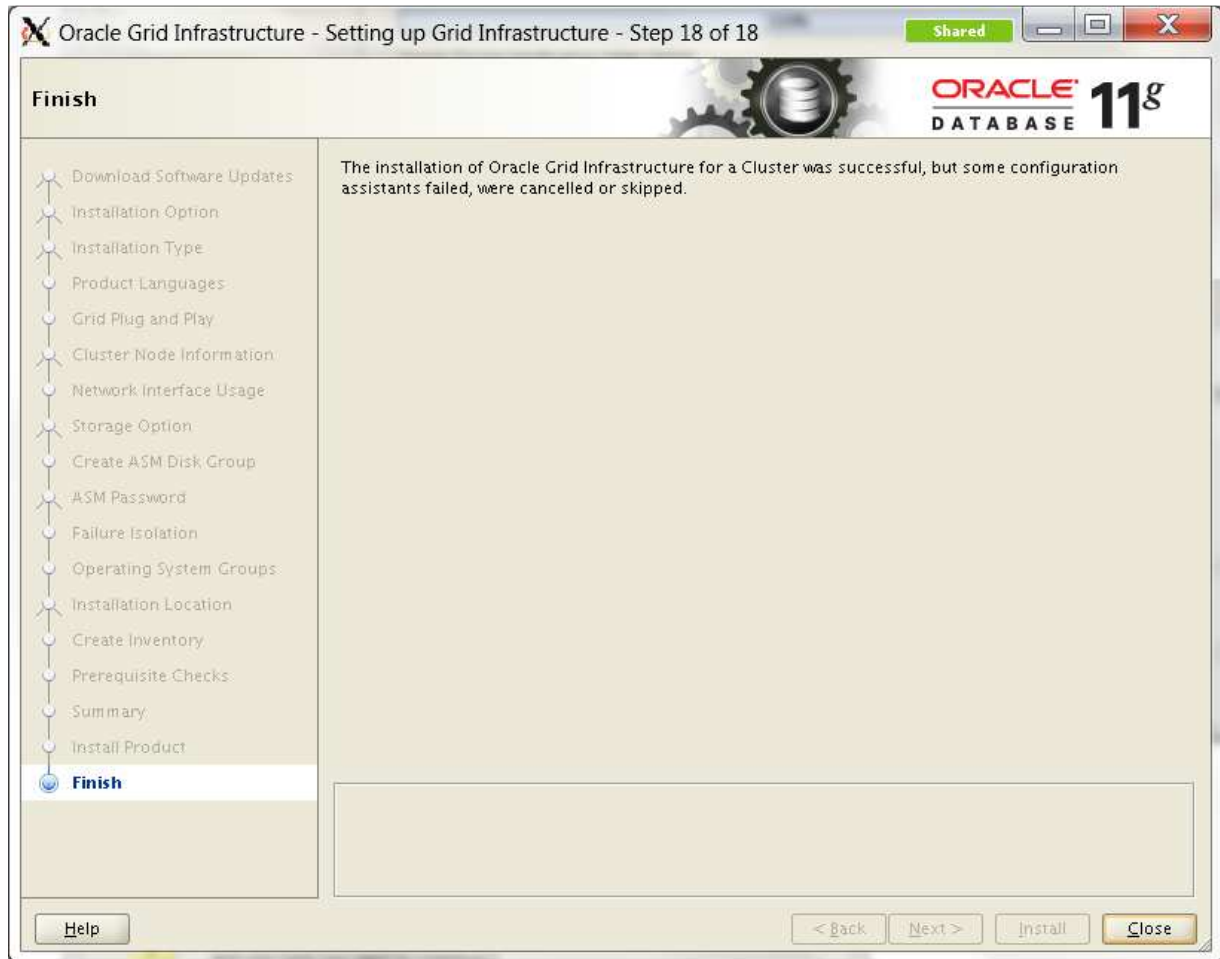 Oracle Grid Infrastructure - Setting up Grid Infrastructure - Step 18 of 18
Shared
Finish
ORACLE
DATABASE
11g
Download Software Updates
Installation Option
Installation Type
Product Languages
Grid Plug and Play
Cluster Node Information
Network Interface Usage
Storage Option
Create ASM Disk Group
ASM Password
Failure Isolation
Operating System Groups
Installation Location
Create Inventory
Prerequisite Checks
Summary
Install Product
Finish
The installation of Oracle Grid Infrastructure for a Cluster was successful, but some configuration
assistants failed, were cancelled or skipped.
Help
< Back
Next >
Install
Close